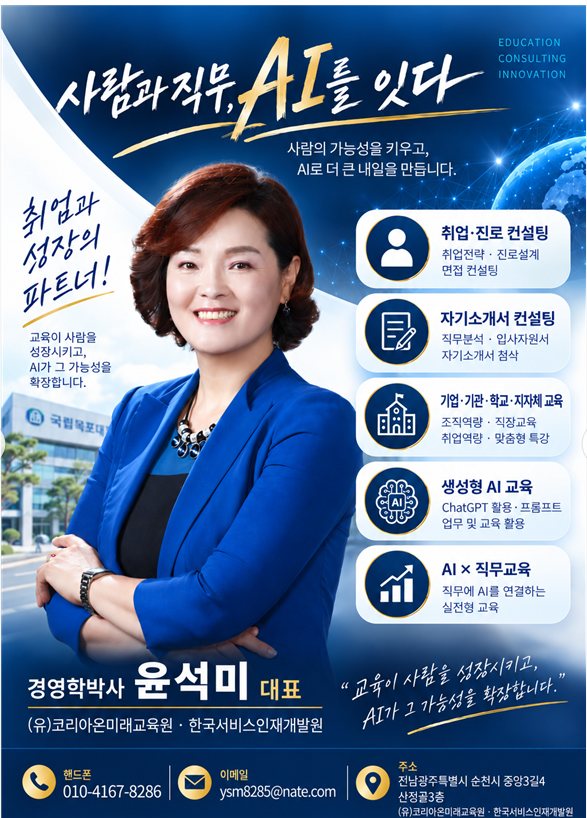 사람과 직무, AI를 잇다
EDUCATION
CONSULTING
INNOVATION
사람의 가능성을 키우고,
AI로 더 큰 내일을 만듭니다.
취업과
성장의
파트너!
교육이 사람을
성장시키고,
AI가 그 가능성을
확장합니다.
국립목포대
취업·진로 컨설팅
취업전략 · 진로설계
면접 컨설팅
자기소개서 컨설팅
직무분석 · 입사자원서
자기소개서 첨삭
기업·기관·학교·지자체 교육
조직역량 · 직장교육
취업역량 · 맞춤형 특강
AI
생성형 AI 교육
ChatGPT 활용 · 프롬프트
업무 및 교육 활용
AI × 직무교육
직무에 AI를 연결하는
실전형 교육
경영학박사 윤석미 대표
(유)코리아온미래교육원 · 한국서비스인재개발원
“교육이 사람을 성장시키고,
AI가 그 가능성을 확장합니다.”
핸드폰
010-4167-8286
이메일
ysm8285@nate.com
주소
전남광주특별시 순천시 중앙3길4
산정골3층
(유)코리아온미래교육원 · 한국서비스인재개발원